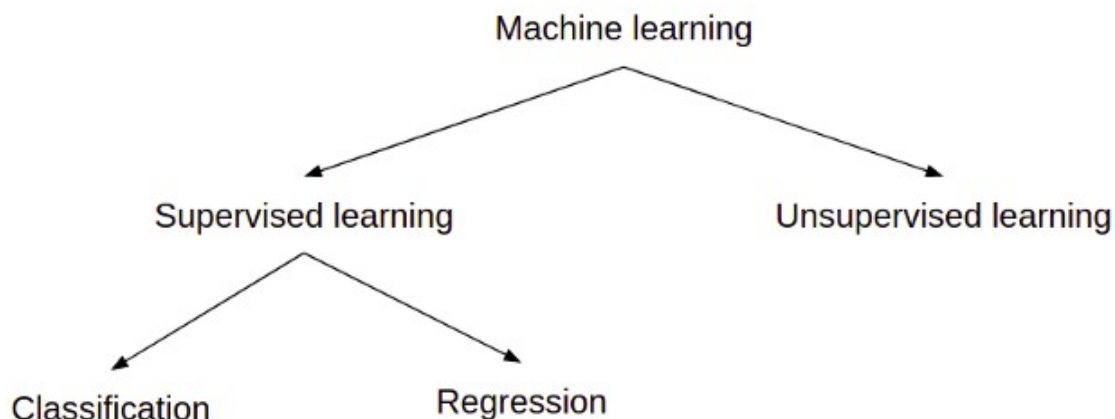 Machine learning
Supervised learning
Unsupervised learning
Classification
Regression